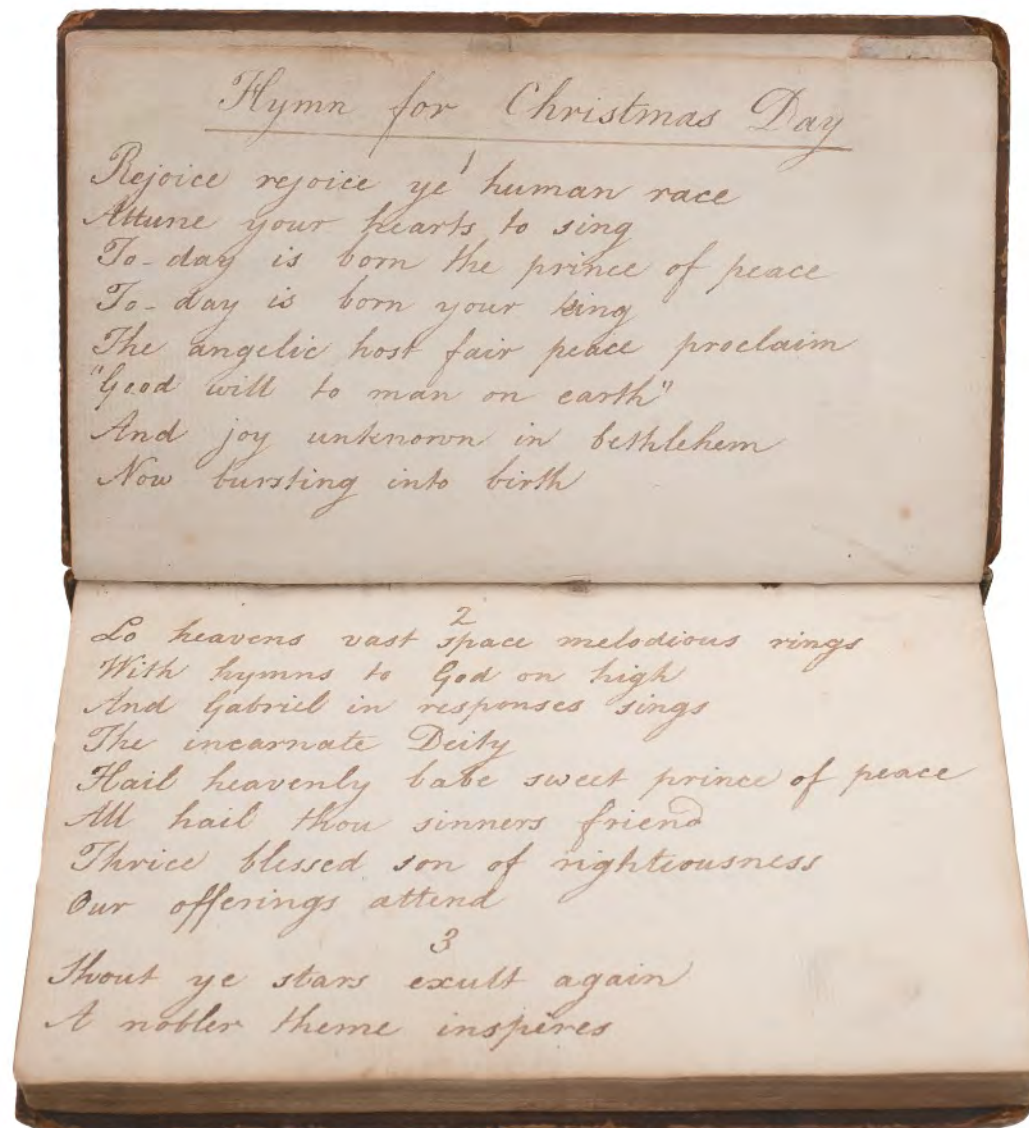 Hymn for Christmas Day
1
Rejoice rejoice ye human race
Attune your hearts to sing
To-day is born the prince of peace
To-day is born your king
The angelic host fair peace proclaim
"Good will to man on earth"
And joy unknown in bethlehem
Now bursting into birth
2
Lo heavens vast space melodious rings
With hymns to God on high
And Gabriel in responses sings
The incarnate Deity
Hail heavenly babe sweet prince of peace
All hail thou sinners friend
Thrice blessed son of righteousness
Our offerings attend
3
Shout ye stars exult again
A nobler theme inspires